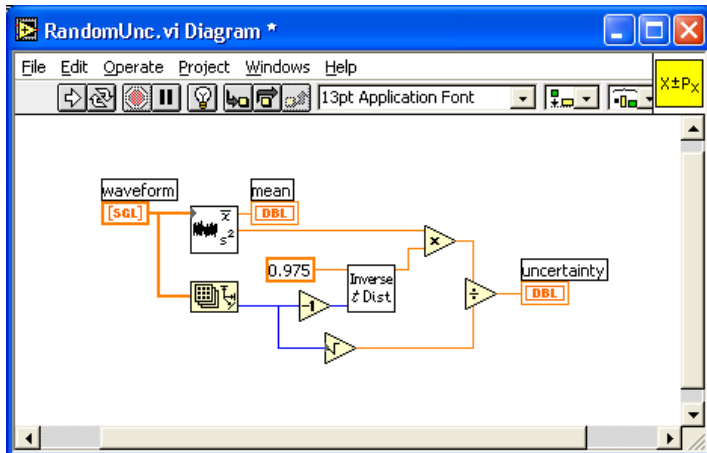 RandomUnc.vi Diagram *
File Edit Operate Project Windows Help
13pt Application Font
X±PX
waveform
[SGL]
mean
DBL
x̄
s²
0.975
Inverse
t Dist
x
÷
uncertainty
DBL
-1
√